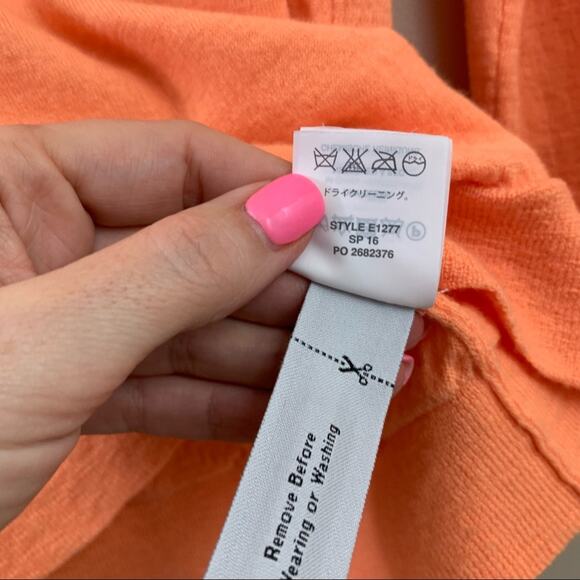 ドライクリーニング。
STYLE E1277
SP 16
PO 2682376
Remove Before
Wearing or Washing